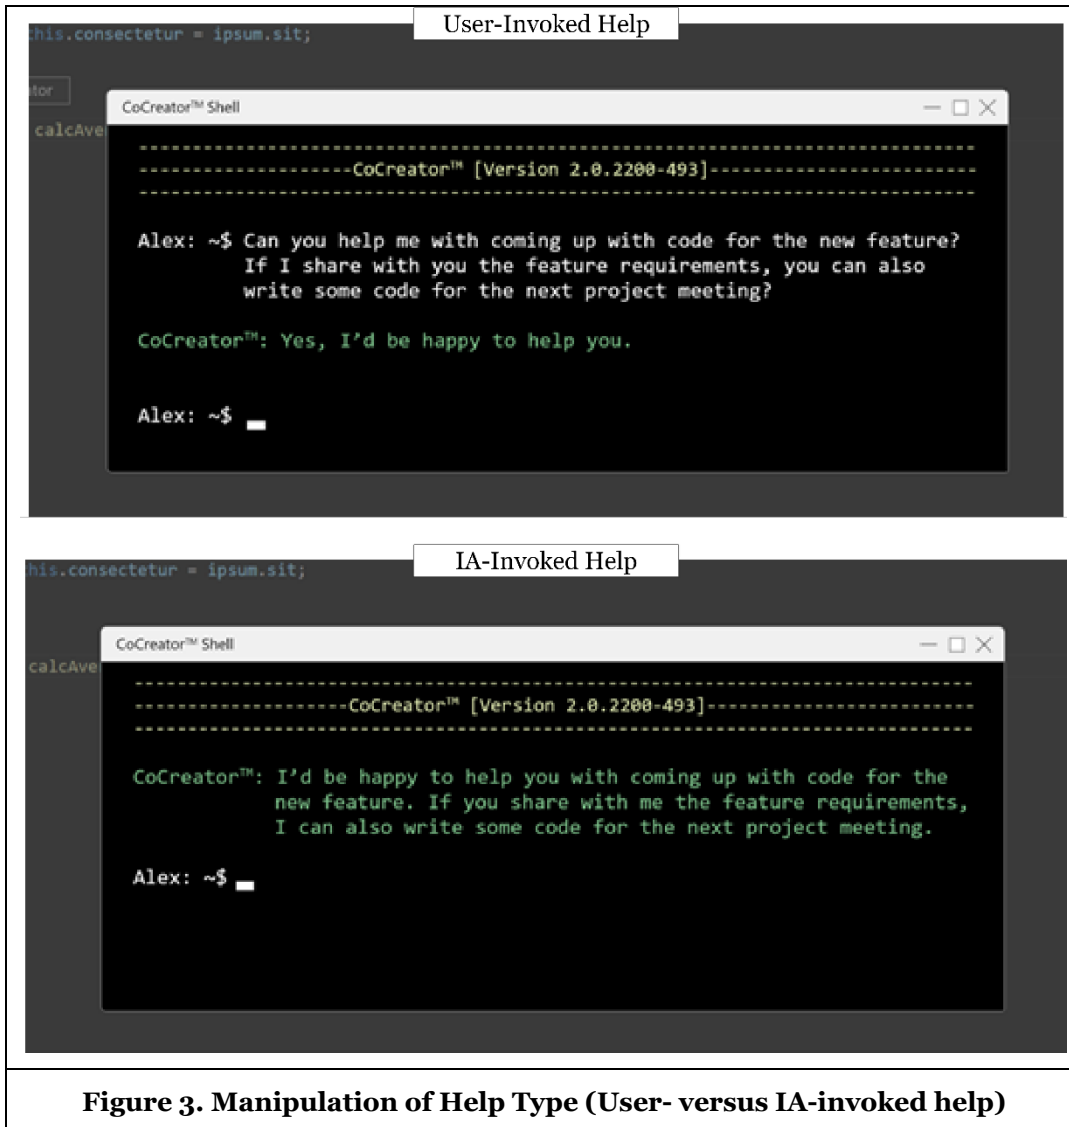 User-Invoked Help
this.consectetur = ipsum.sit;
ator
calcAve
CoCreator™ Shell
--------------------CoCreator™ [Version 2.0.2200-493]-------------------------
Alex: ~$ Can you help me with coming up with code for the new feature?
If I share with you the feature requirements, you can also
write some code for the next project meeting?
CoCreator™: Yes, I'd be happy to help you.
Alex: ~$
IA-Invoked Help
his.consectetur = ipsum.sit;
CoCreator™ Shell
calcAve
--------------------CoCreator™ [Version 2.0.2200-493]-------------------------
CoCreator™: I'd be happy to help you with coming up with code for the
new feature. If you share with me the feature requirements,
I can also write some code for the next project meeting.
Alex: ~$
Figure 3. Manipulation of Help Type (User- versus IA-invoked help)